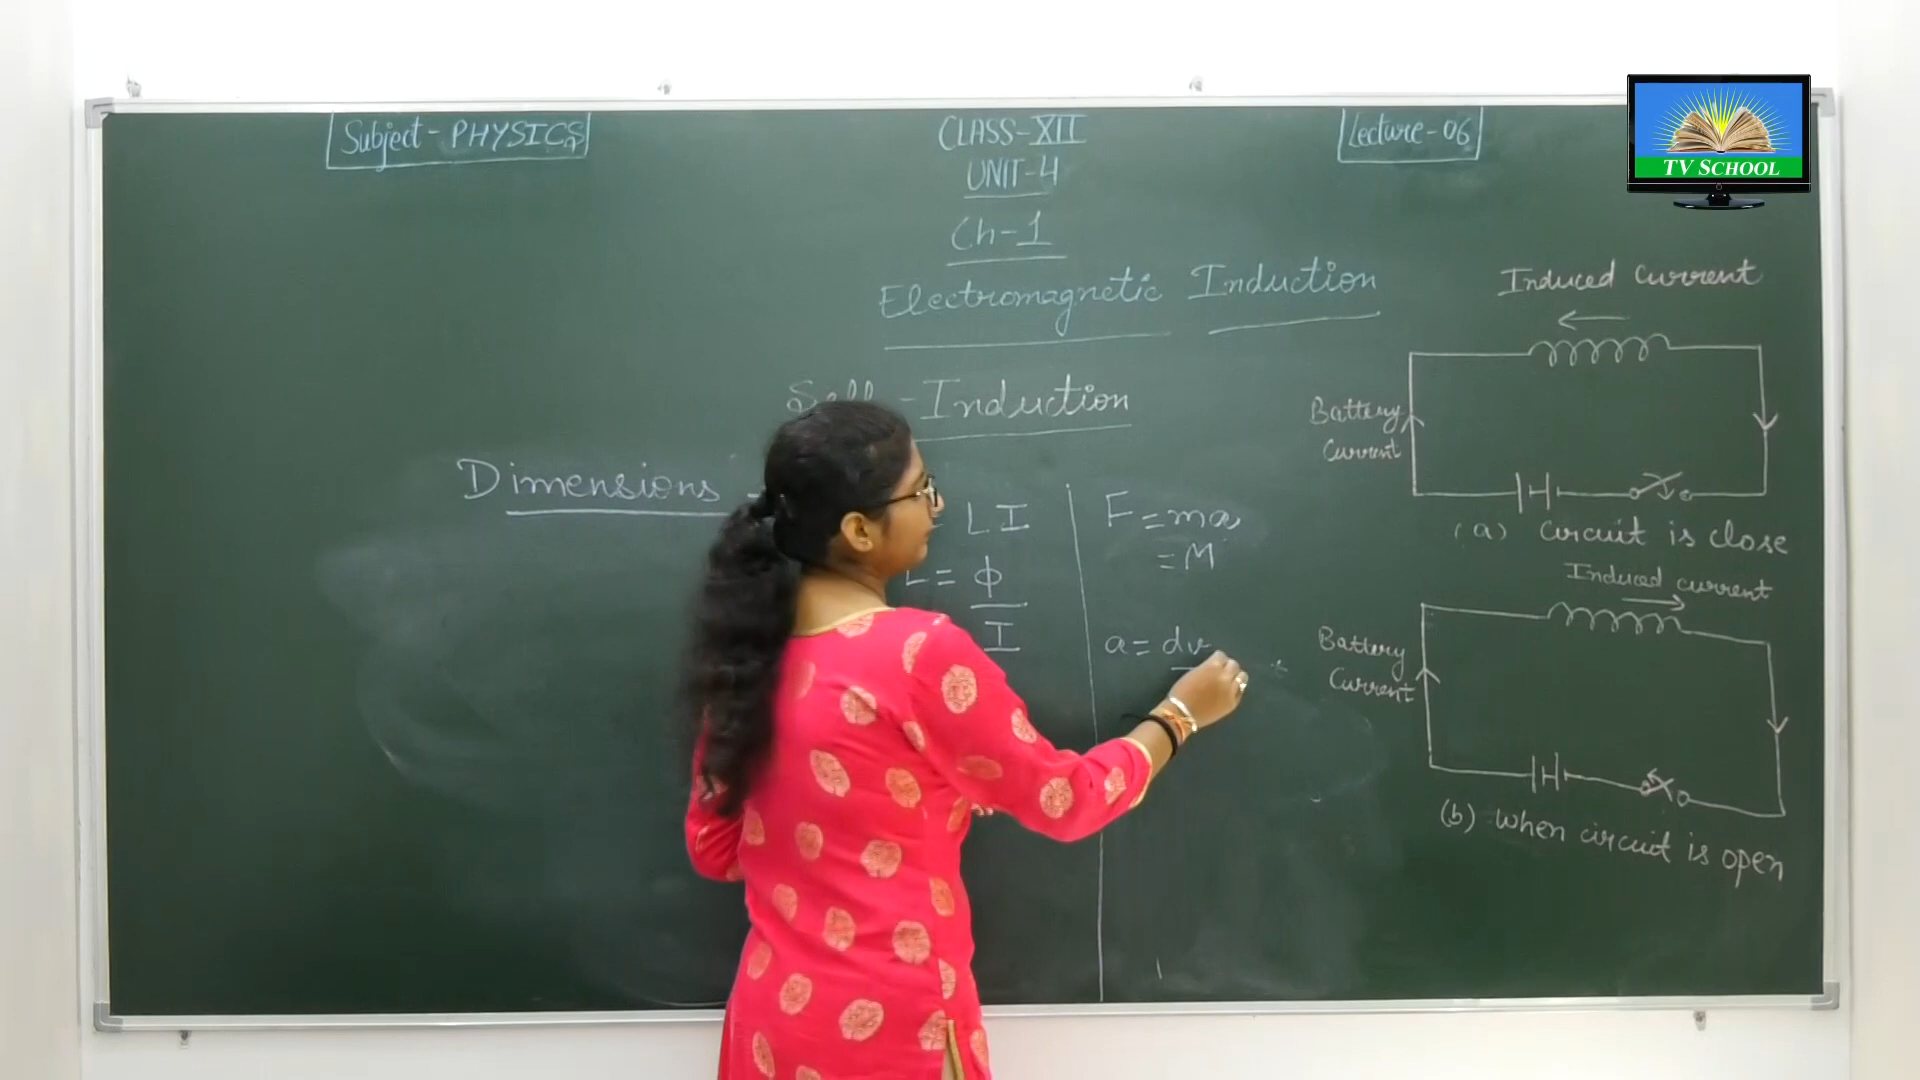 Subject - PHYSICS
CLASS-XII
UNIT-4
Ch-1
Lecture-06
TV SCHOOL
Electromagnetic Induction
Self-Induction
Dimensions -
= LI
L = φ
I
F = ma
= M
a = dv
Induced Current
Battery
Current
(a) Circuit is close
Induced current
Battery
Current
(b) When circuit is open